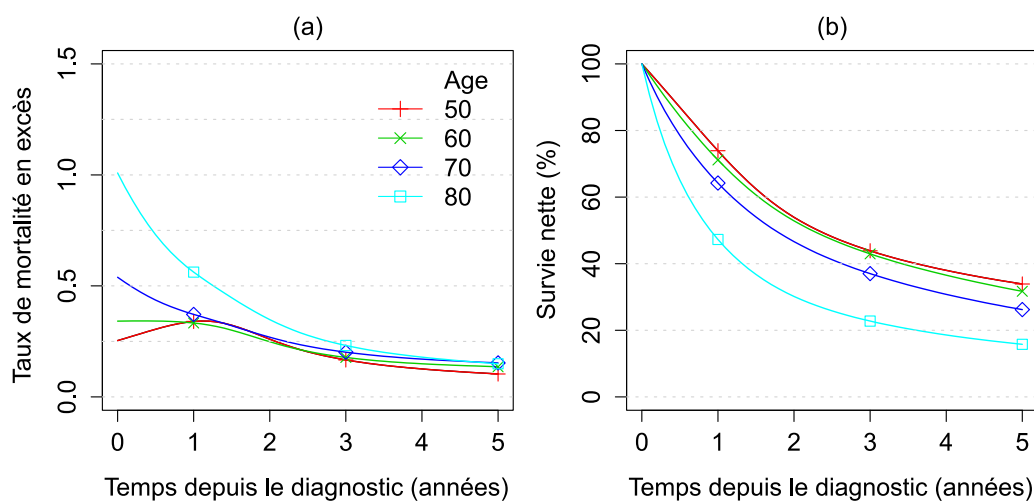 (a)
Taux de mortalité en excès
1.5
1.0
0.5
0.0
Age
50
60
70
80
0 1 2 3 4 5
Temps depuis le diagnostic (années)
(b)
Survie nette (%)
100
80
60
40
20
0
0 1 2 3 4 5
Temps depuis le diagnostic (années)